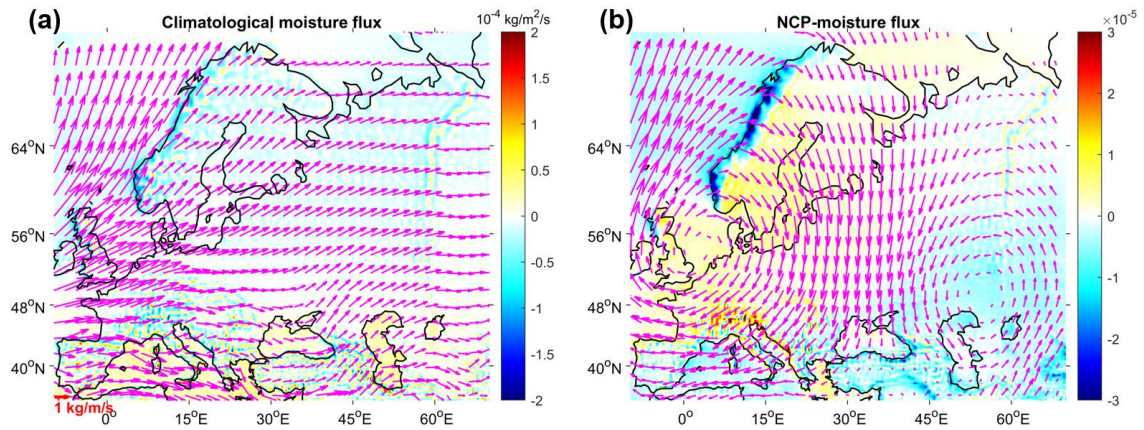 (a) Climatological moisture flux 10⁻⁴ kg/m²/s
2
1.5
1
0.5
0
-0.5
-1
-1.5
-2
64°N
56°N
48°N
40°N
1 kg/m/s
0° 15°E 30°E 45°E 60°E
(b) NCP-moisture flux ×10⁻⁵
3
2
1
0
-1
-2
-3
64°N
56°N
48°N
40°N
0° 15°E 30°E 45°E 60°E